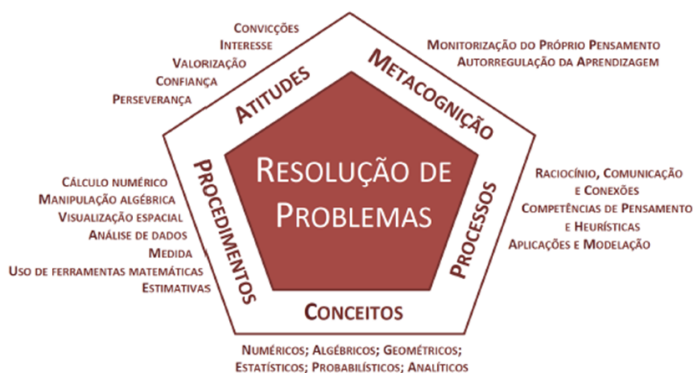 Convicções
Interesse
Valorização
Confiança
Perseverança
Atitudes
Metacognição
Monitorização do Próprio Pensamento
Autorregulação da Aprendizagem
Resolução de
Problemas
Cálculo numérico
Manipulação algébrica
Visualização espacial
Análise de dados
Medida
Uso de ferramentas matemáticas
Estimativas
Procedimentos
Processos
Raciocínio, Comunicação
e Conexões
Competências de Pensamento
e Heurísticas
Aplicações e Modelação
Conceitos
Numéricos; Algébricos; Geométricos;
Estatísticos; Probabilísticos; Analíticos